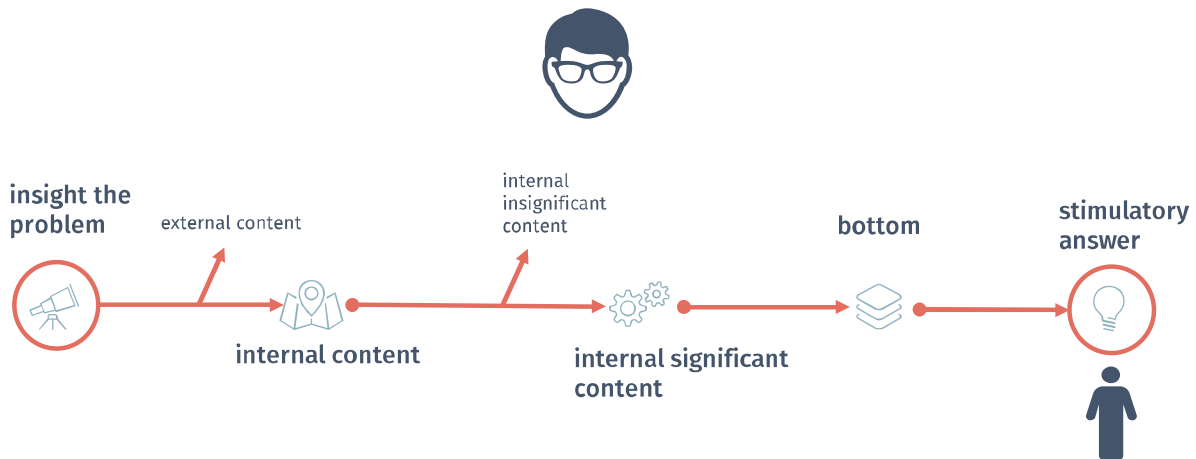 insight the
problem
external content
internal content
internal
insignificant
content
internal significant
content
bottom
stimulatory
answer